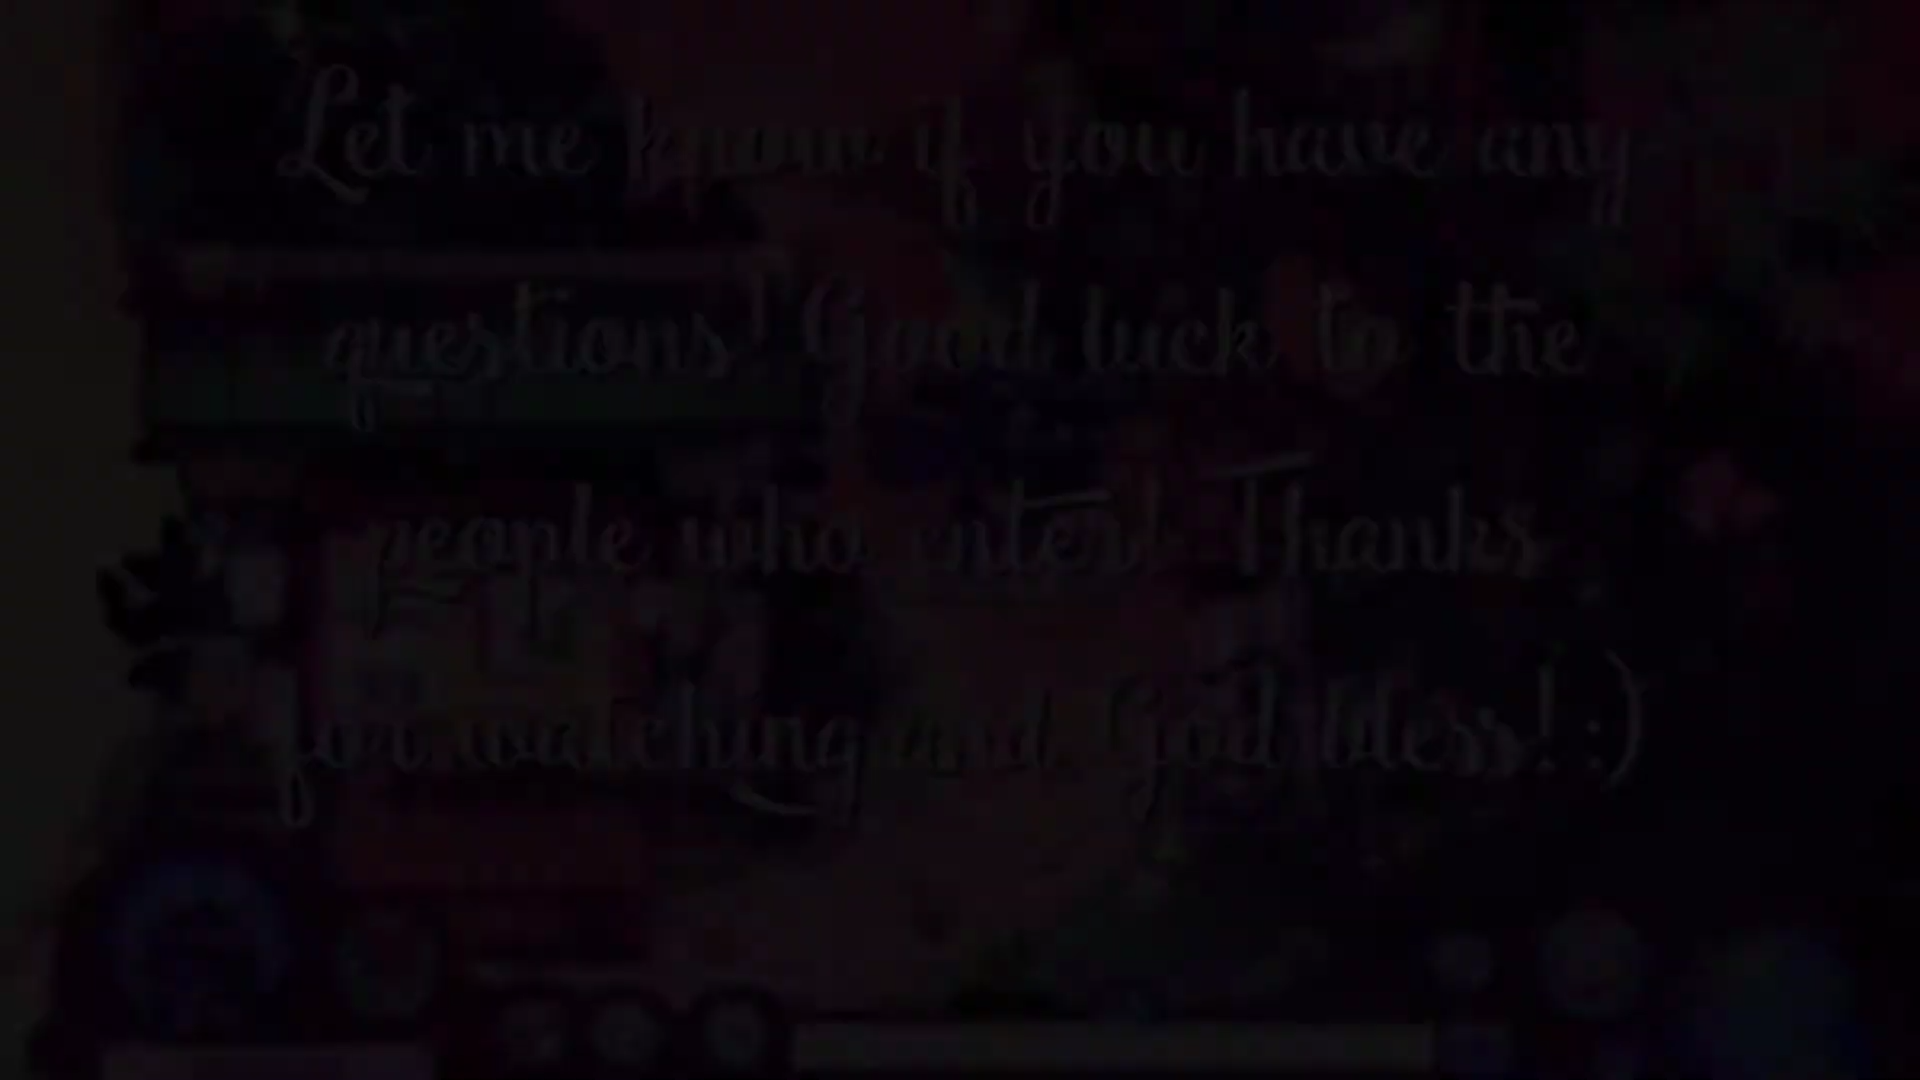 Let me know if you have any
questions! Good luck to the
people who enter! Thanks
for watching and God bless! :)